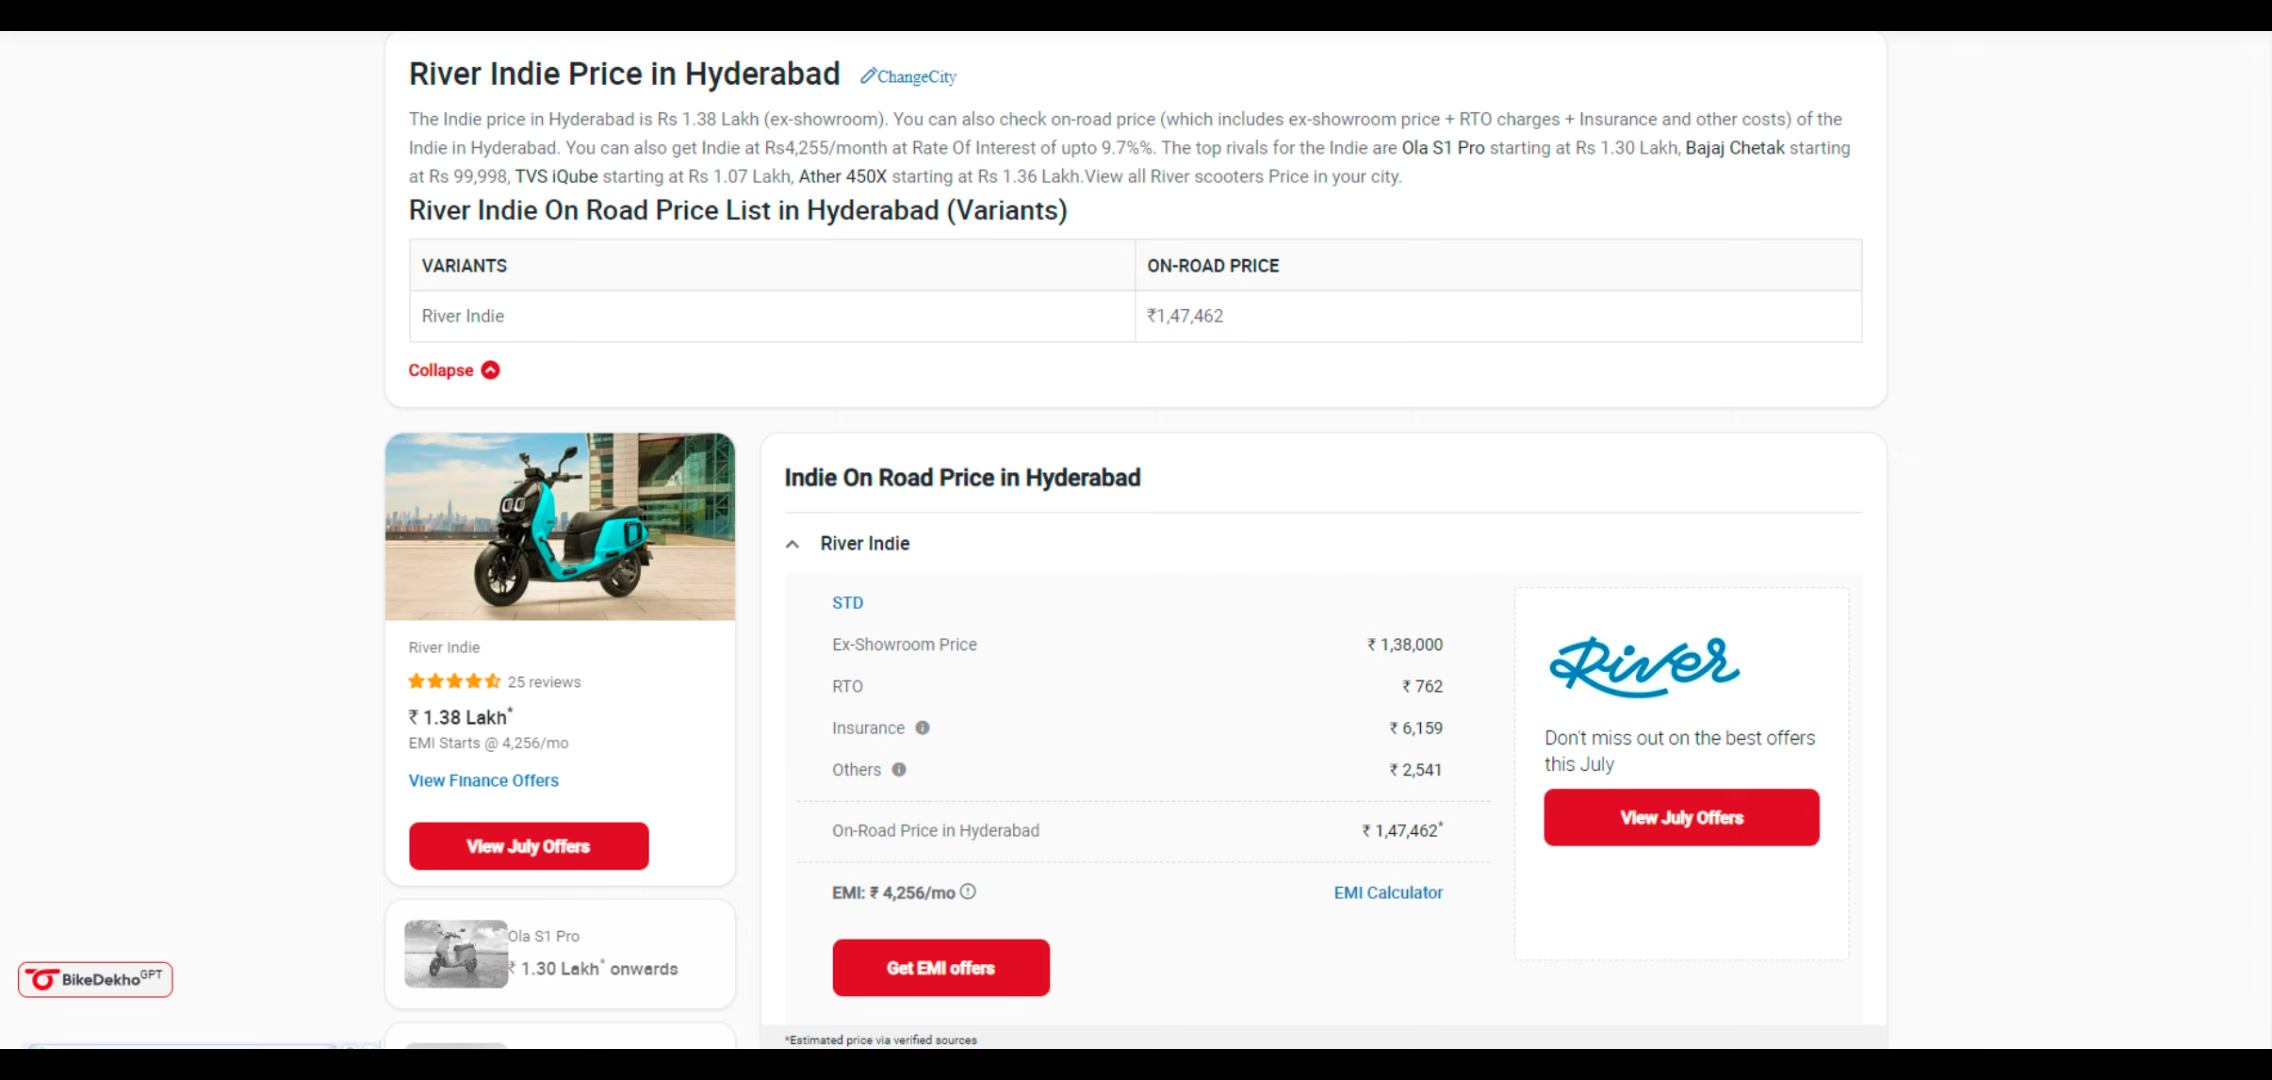 River Indie Price in Hyderabad ChangeCity
The Indie price in Hyderabad is Rs 1.38 Lakh (ex-showroom). You can also check on-road price (which includes ex-showroom price + RTO charges + Insurance and other costs) of the
Indie in Hyderabad. You can also get Indie at Rs4,255/month at Rate Of Interest of upto 9.7%%. The top rivals for the Indie are Ola S1 Pro starting at Rs 1.30 Lakh, Bajaj Chetak starting
at Rs 99,998, TVS iQube starting at Rs 1.07 Lakh, Ather 450X starting at Rs 1.36 Lakh.View all River scooters Price in your city.
River Indie On Road Price List in Hyderabad (Variants)
VARIANTS ON-ROAD PRICE
River Indie ₹1,47,462
Collapse
River Indie
25 reviews
₹ 1.38 Lakh*
EMI Starts @ 4,256/mo
View Finance Offers
View July Offers
Ola S1 Pro
₹ 1.30 Lakh* onwards
BikeDekho GPT
Indie On Road Price in Hyderabad
River Indie
STD
Ex-Showroom Price ₹ 1,38,000
RTO ₹ 762
Insurance ₹ 6,159
Others ₹ 2,541
On-Road Price in Hyderabad ₹ 1,47,462*
EMI: ₹ 4,256/mo EMI Calculator
Get EMI offers
River
Don't miss out on the best offers
this July
View July Offers
*Estimated price via verified sources